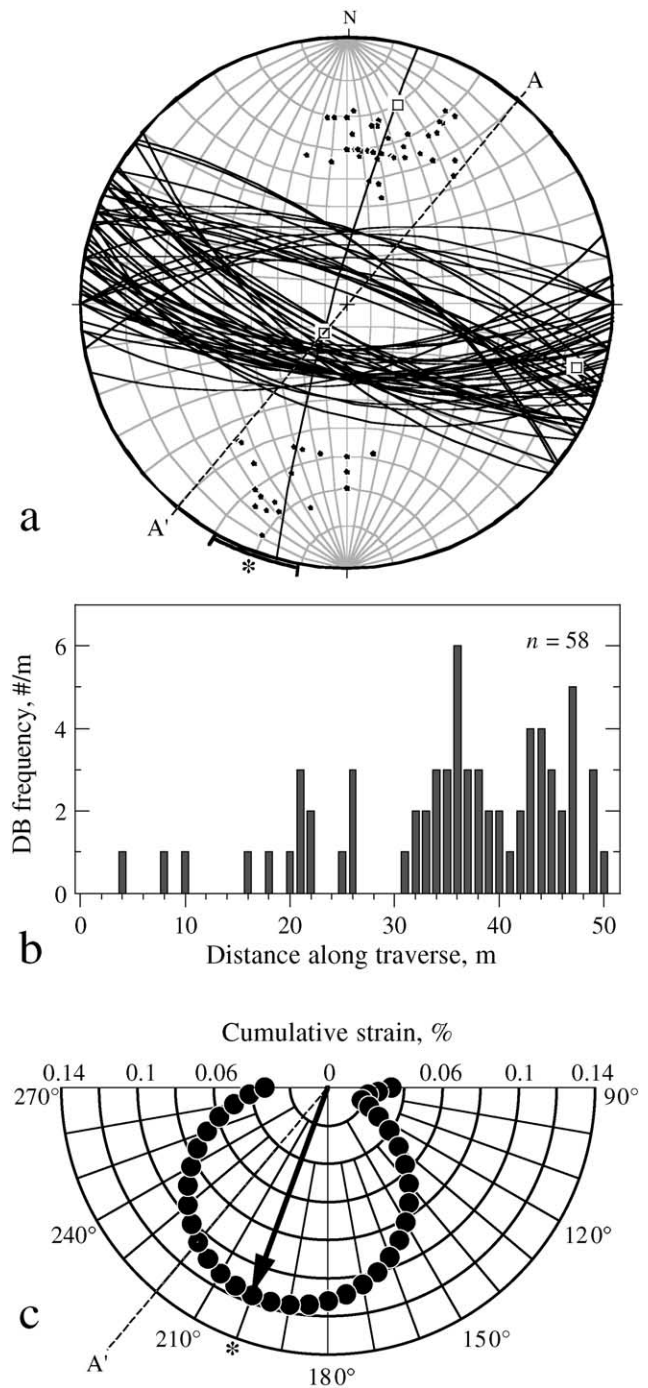 N
A
A'
*
a
DB frequency, #/m
6
4
2
0
n = 58
0 10 20 30 40 50
Distance along traverse, m
b
Cumulative strain, %
0.14 0.1 0.06 0 0.06 0.1 0.14
270° 90°
240° 120°
210° 150°
180°
*
A'
c